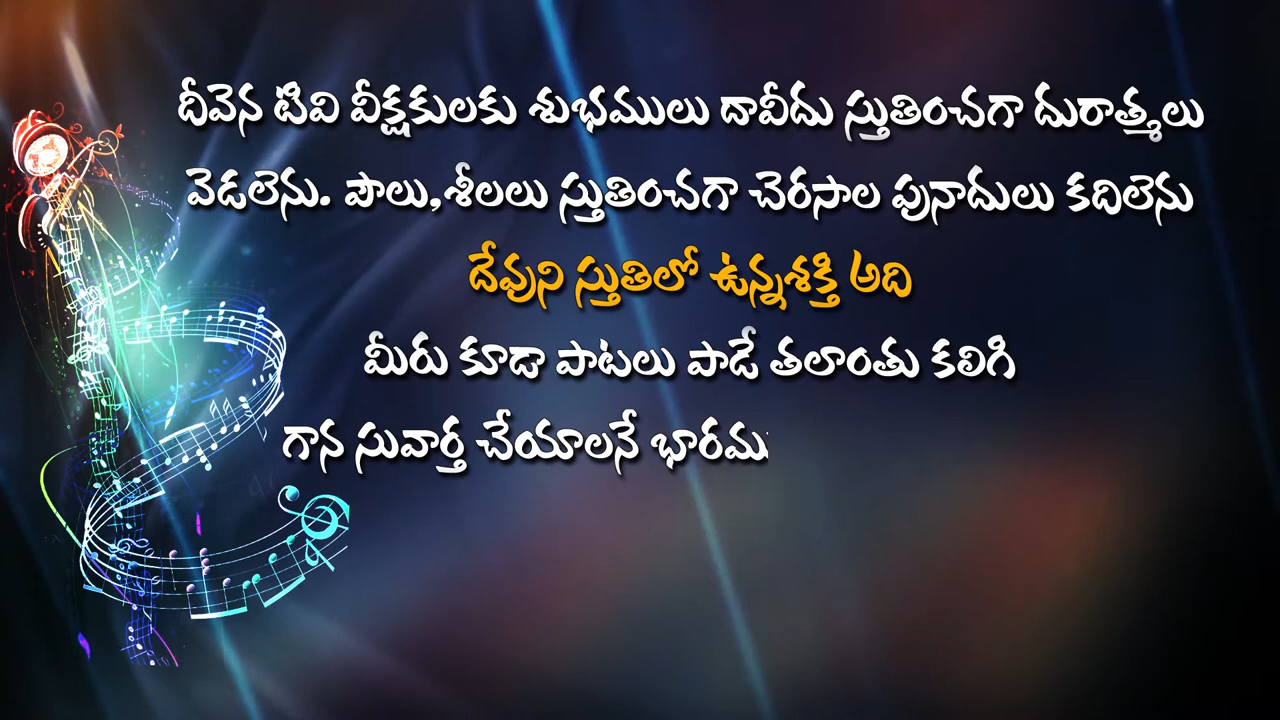 దీవెన టివి వీక్షకులకు శుభములు దావీదు స్తుతించగా దురాత్మలు
వెడలెను. పౌలు,శీలలు స్తుతించగా చెరసాల పునాదులు కదిలెను
దేవుని స్తుతిలో ఉన్నశక్తి అది
మీరు కూడా పాటలు పాడే తలాంతు కలిగి
గాన సువార్త చేయాలనే భారము